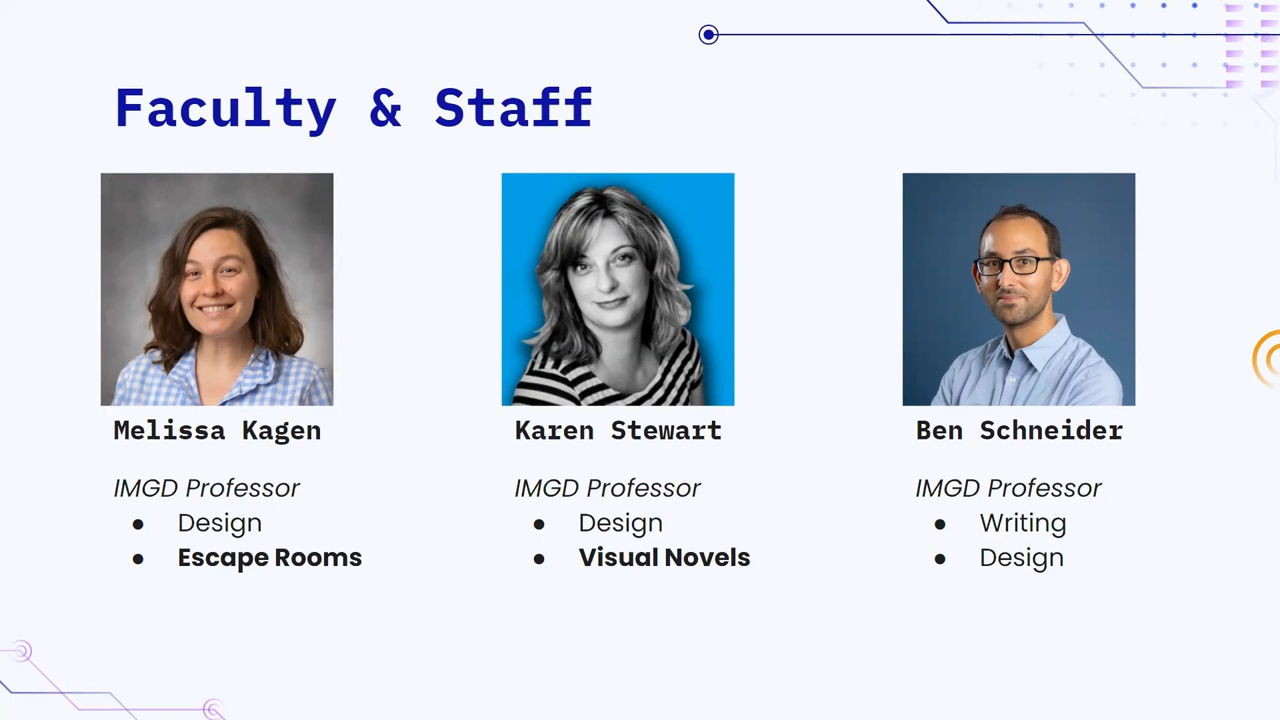 Faculty & Staff
Melissa Kagen
IMGD Professor
● Design
● Escape Rooms
Karen Stewart
IMGD Professor
● Design
● Visual Novels
Ben Schneider
IMGD Professor
● Writing
● Design